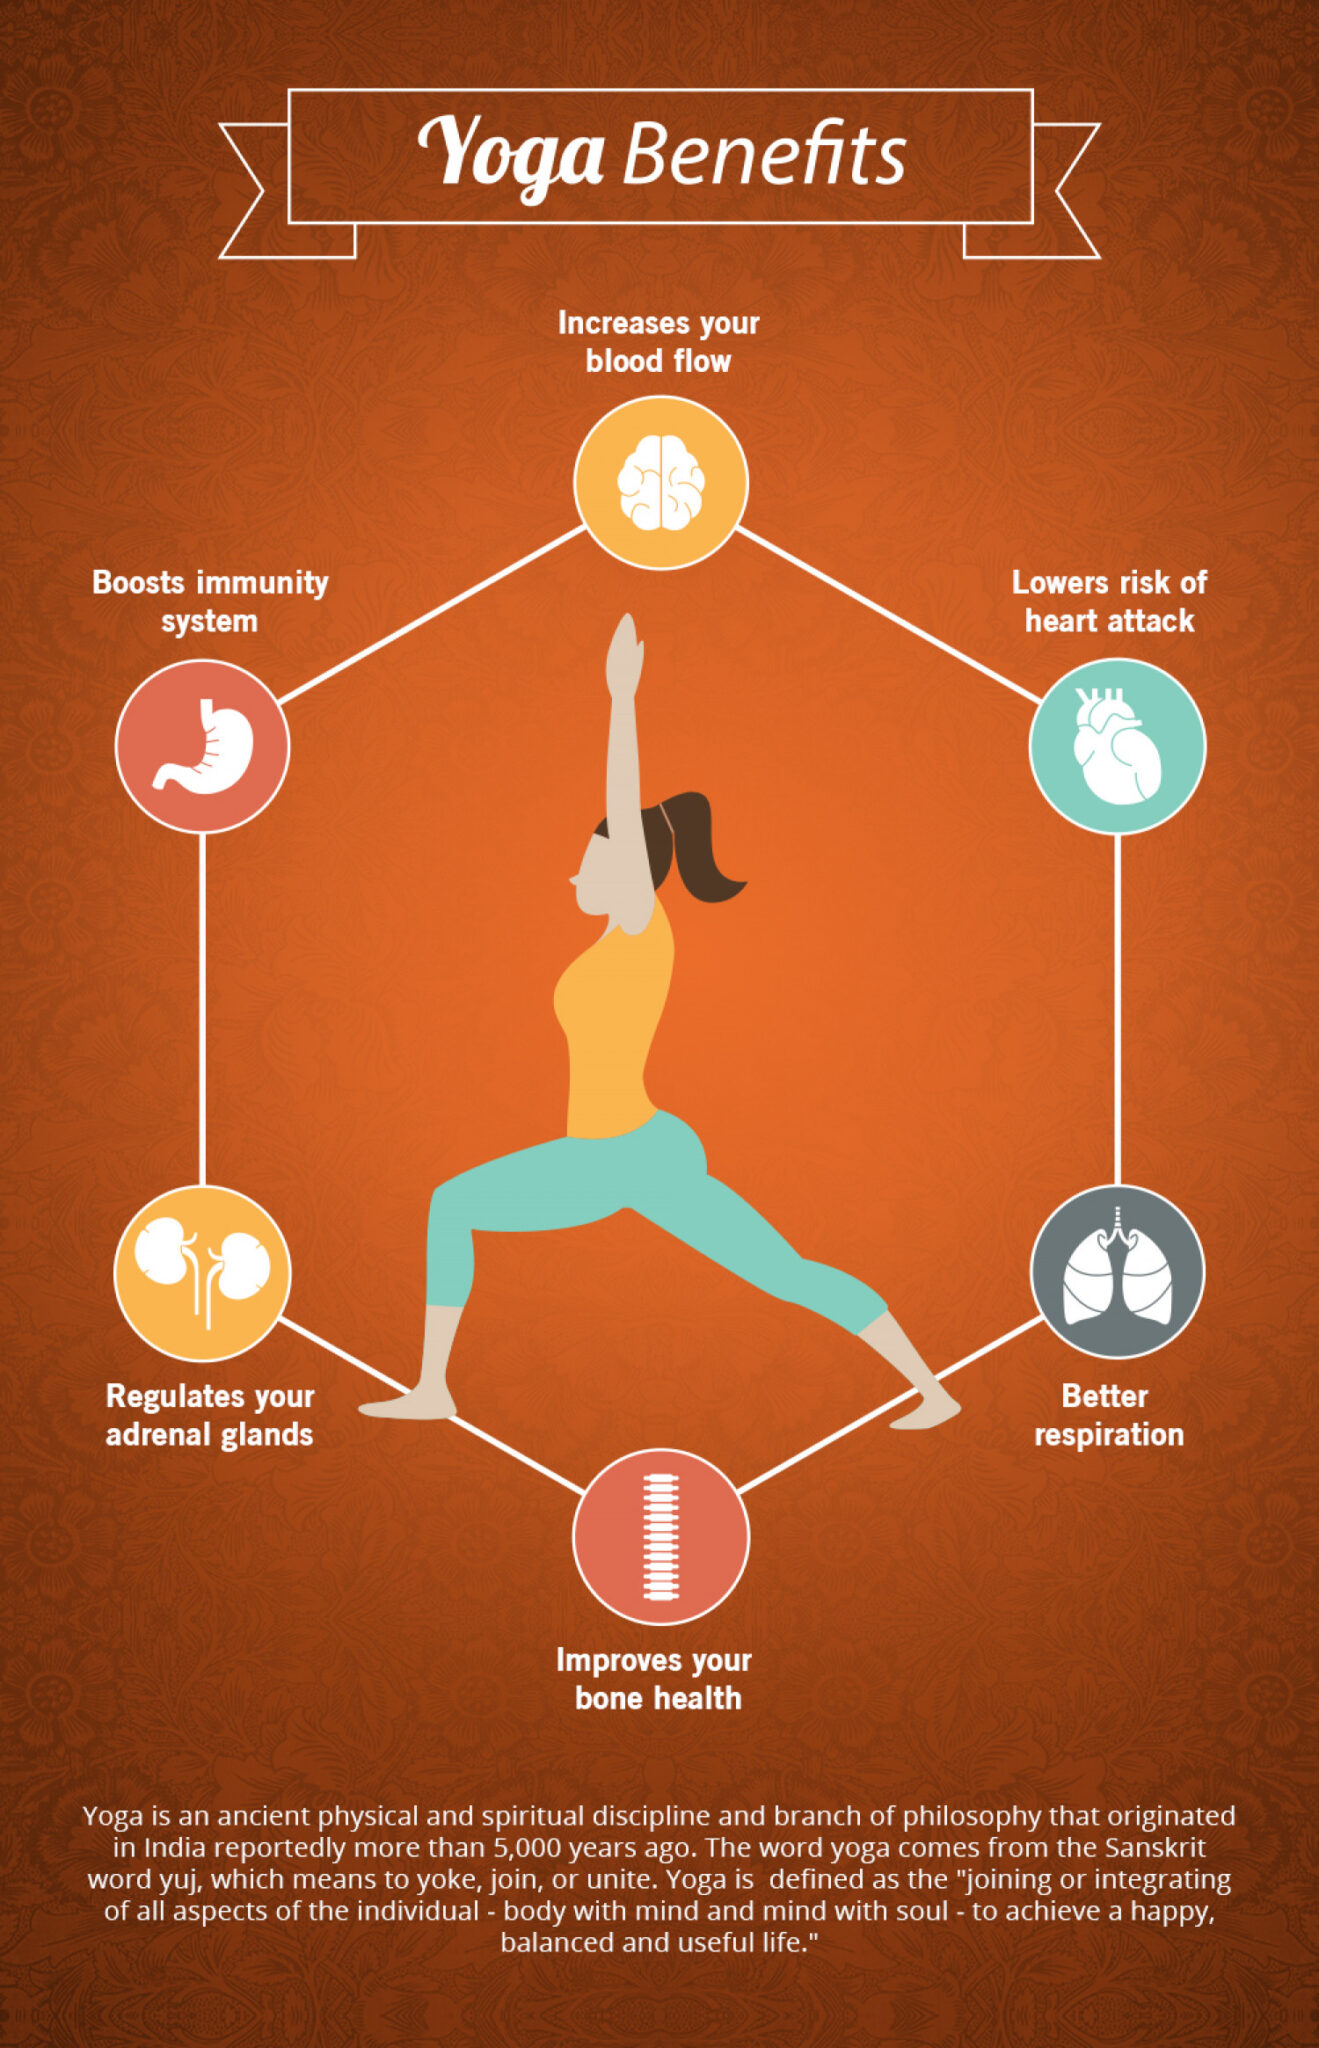 Yoga Benefits
Increases your
blood flow
Boosts immunity
system
Lowers risk of
heart attack
Regulates your
adrenal glands
Better
respiration
Improves your
bone health
Yoga is an ancient physical and spiritual discipline and branch of philosophy that originated
in India reportedly more than 5,000 years ago. The word yoga comes from the Sanskrit
word yuj, which means to yoke, join, or unite. Yoga is  defined as the "joining or integrating
of all aspects of the individual - body with mind and mind with soul - to achieve a happy,
balanced and useful life."